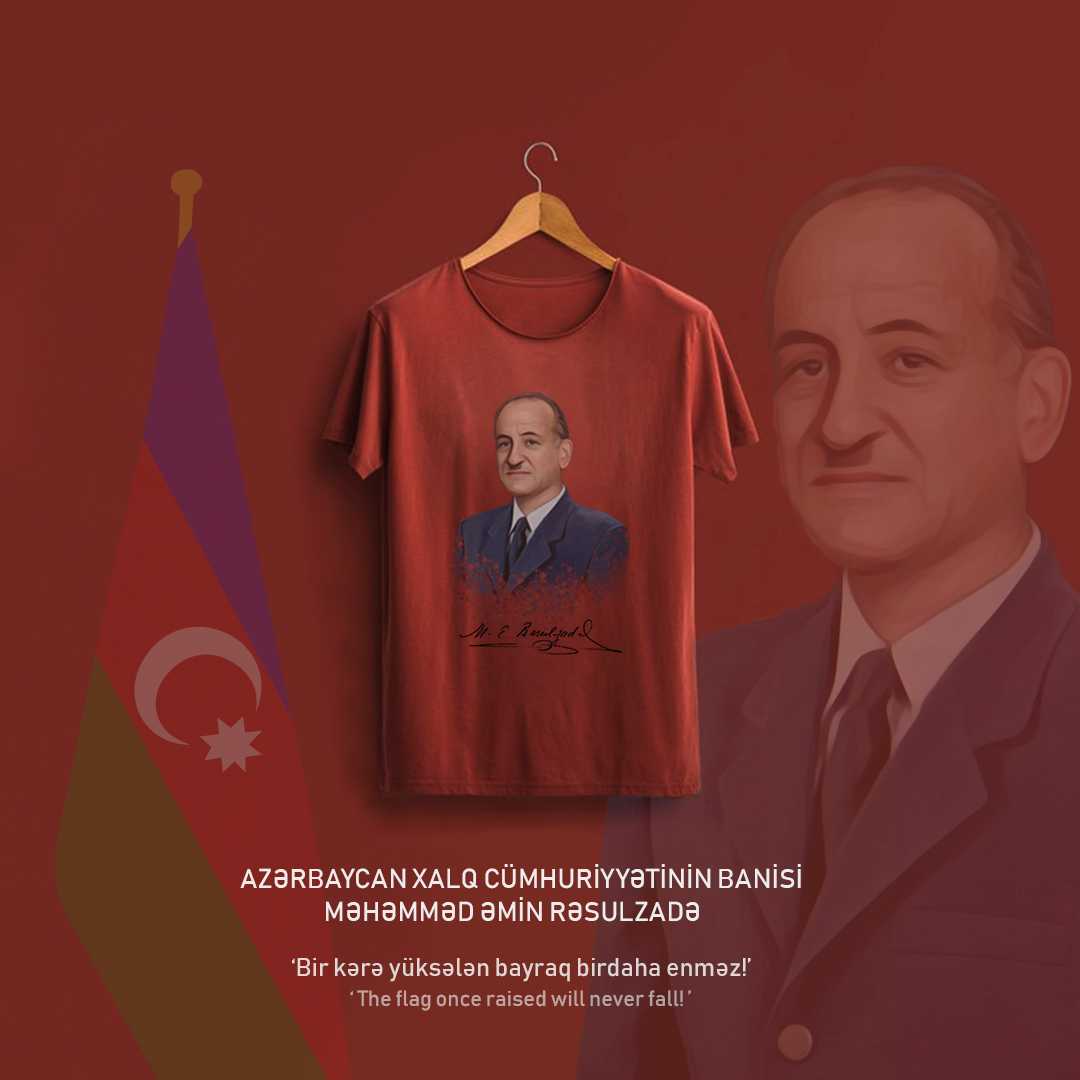 M. E. Resulzade
AZƏRBAYCAN XALQ CÜMHURİYYƏTİNİN BANİSİ
MƏHƏMMƏD ƏMİN RƏSULZADƏ
‘Bir kərə yüksələn bayraq birdaha enməz!’
‘The flag once raised will never fall!’